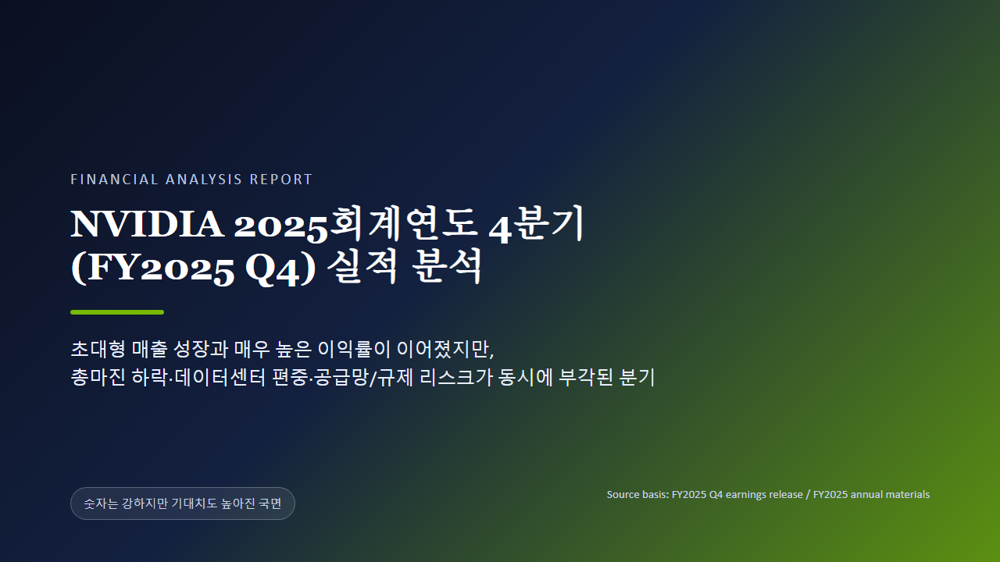 FINANCIAL ANALYSIS REPORT
NVIDIA 2025회계연도 4분기
(FY2025 Q4) 실적 분석
초대형 매출 성장과 매우 높은 이익률이 이어졌지만,
총마진 하락·데이터센터 편중·공급망/규제 리스크가 동시에 부각된 분기
숫자는 강하지만 기대치도 높아진 국면
Source basis: FY2025 Q4 earnings release / FY2025 annual materials